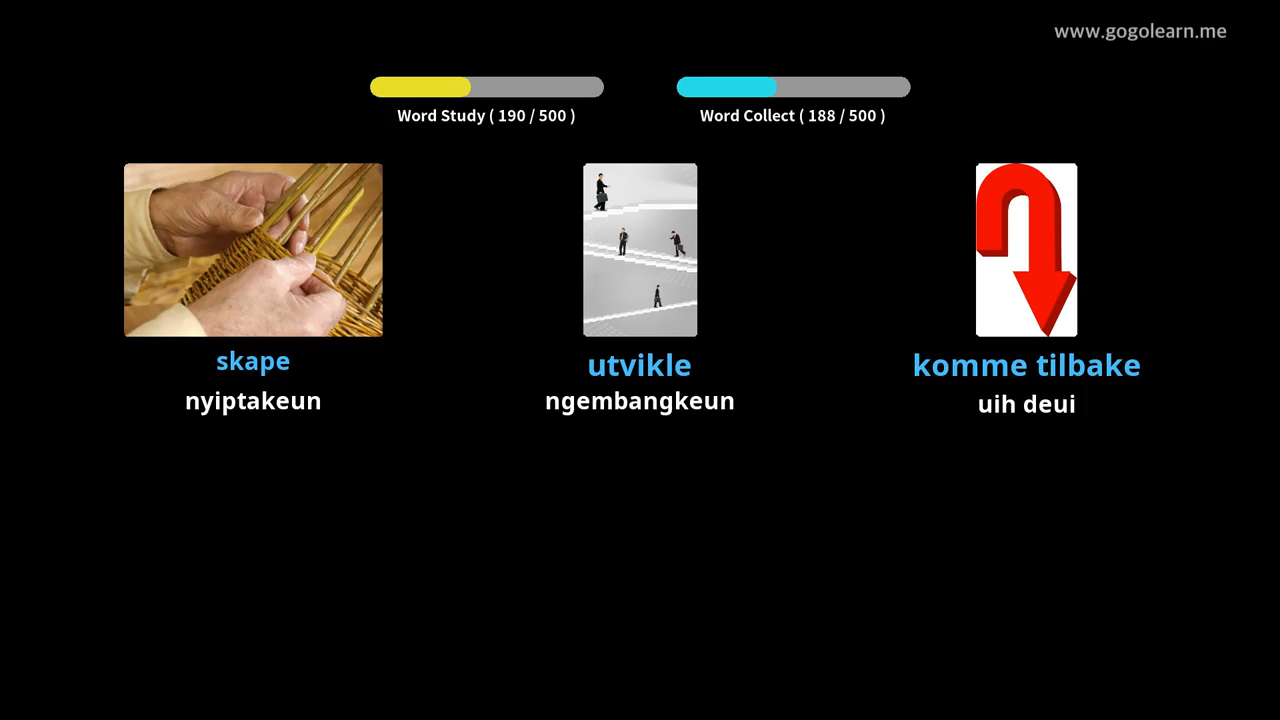 www.gogolearn.me
Word Study ( 190 / 500 )
Word Collect ( 188 / 500 )
skape
nyiptakeun
utvikle
ngembangkeun
komme tilbake
uih deui